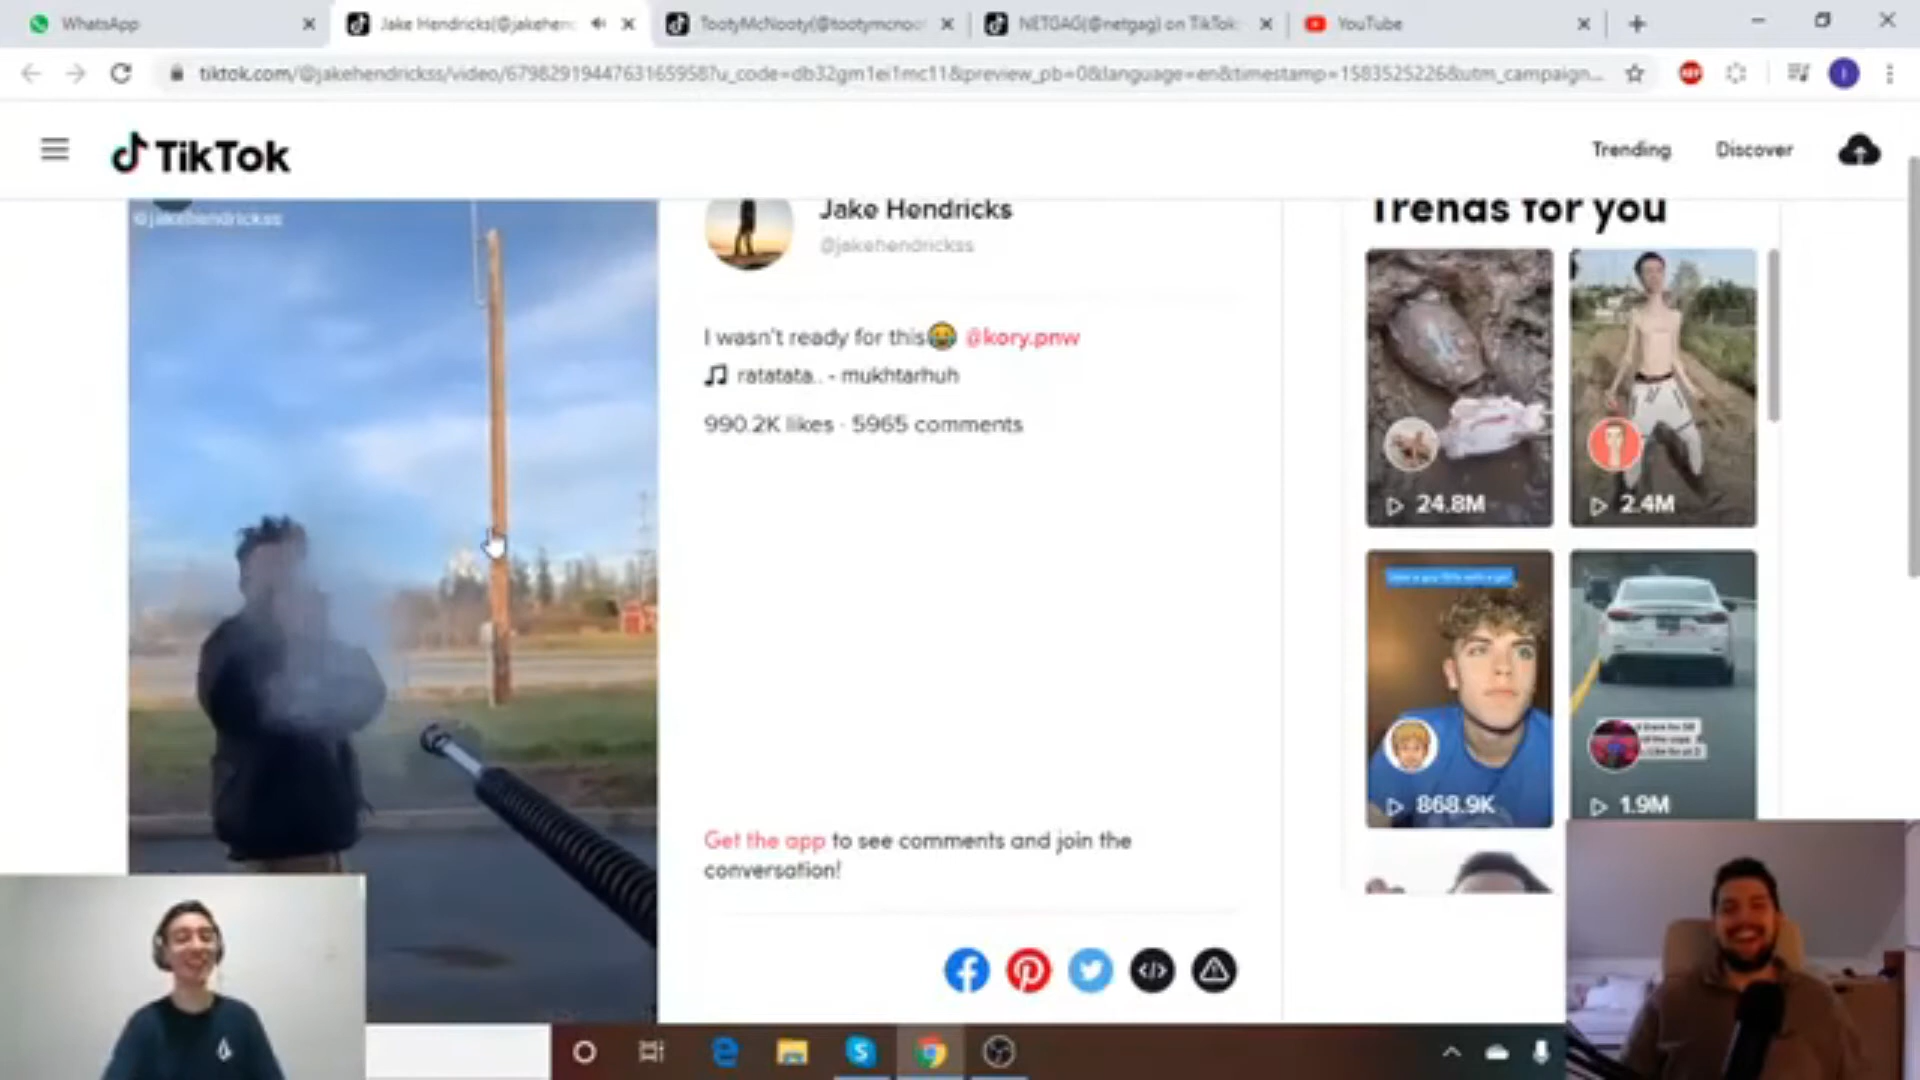 WhatsApp
Jake Hendricks(@jakehenc
TootyMcNooty(@tootymcnoo
NETGAG(@netgag) on TikTok
YouTube
tiktok.com/@jakehendrickss/video/6798291944763165958?u_code=db32gm1ei1mc11&preview_pb=0&language=en&timestamp=1583525226&utm_campaign...
ABP
TikTok
Trending
Discover
@jakehendrickss
Jake Hendricks
@jakehendrickss
Trends for you
I wasn't ready for this😂 @kory.pnw
ratatata.. - mukhtarhuh
990.2K likes · 5965 comments
24.8M
2.4M
868.9K
1.9M
Get the app to see comments and join the
conversation!